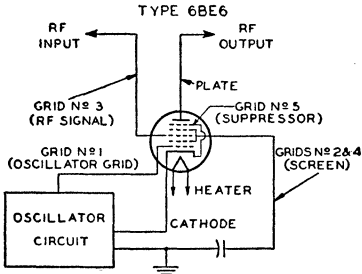 TYPE 6BE6
RF
INPUT
RF
OUTPUT
PLATE
GRID Nº 3
(RF SIGNAL)
GRID Nº 5
(SUPPRESSOR)
GRID Nº 1
(OSCILLATOR GRID)
GRIDS Nº 2&4
(SCREEN)
HEATER
CATHODE
OSCILLATOR
CIRCUIT